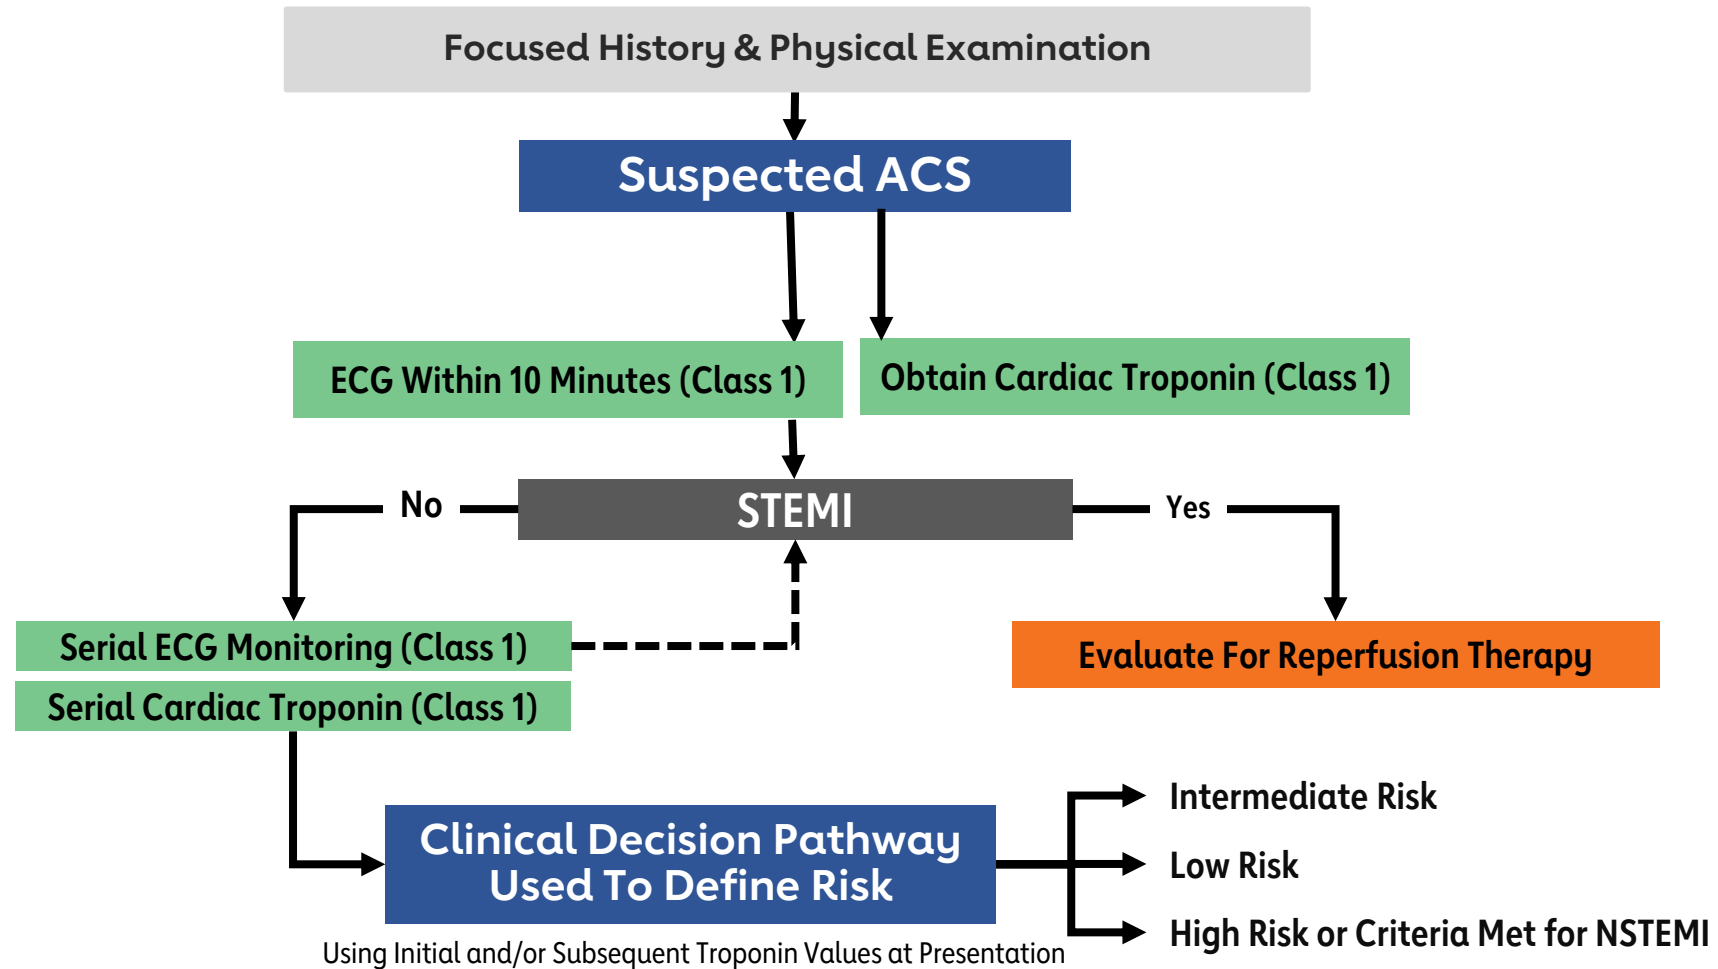 Focused History & Physical Examination
Suspected ACS
ECG Within 10 Minutes (Class 1)
Obtain Cardiac Troponin (Class 1)
STEMI
No
Yes
Serial ECG Monitoring (Class 1)
Serial Cardiac Troponin (Class 1)
Evaluate For Reperfusion Therapy
Clinical Decision Pathway
Used To Define Risk
Using Initial and/or Subsequent Troponin Values at Presentation
Intermediate Risk
Low Risk
High Risk or Criteria Met for NSTEMI